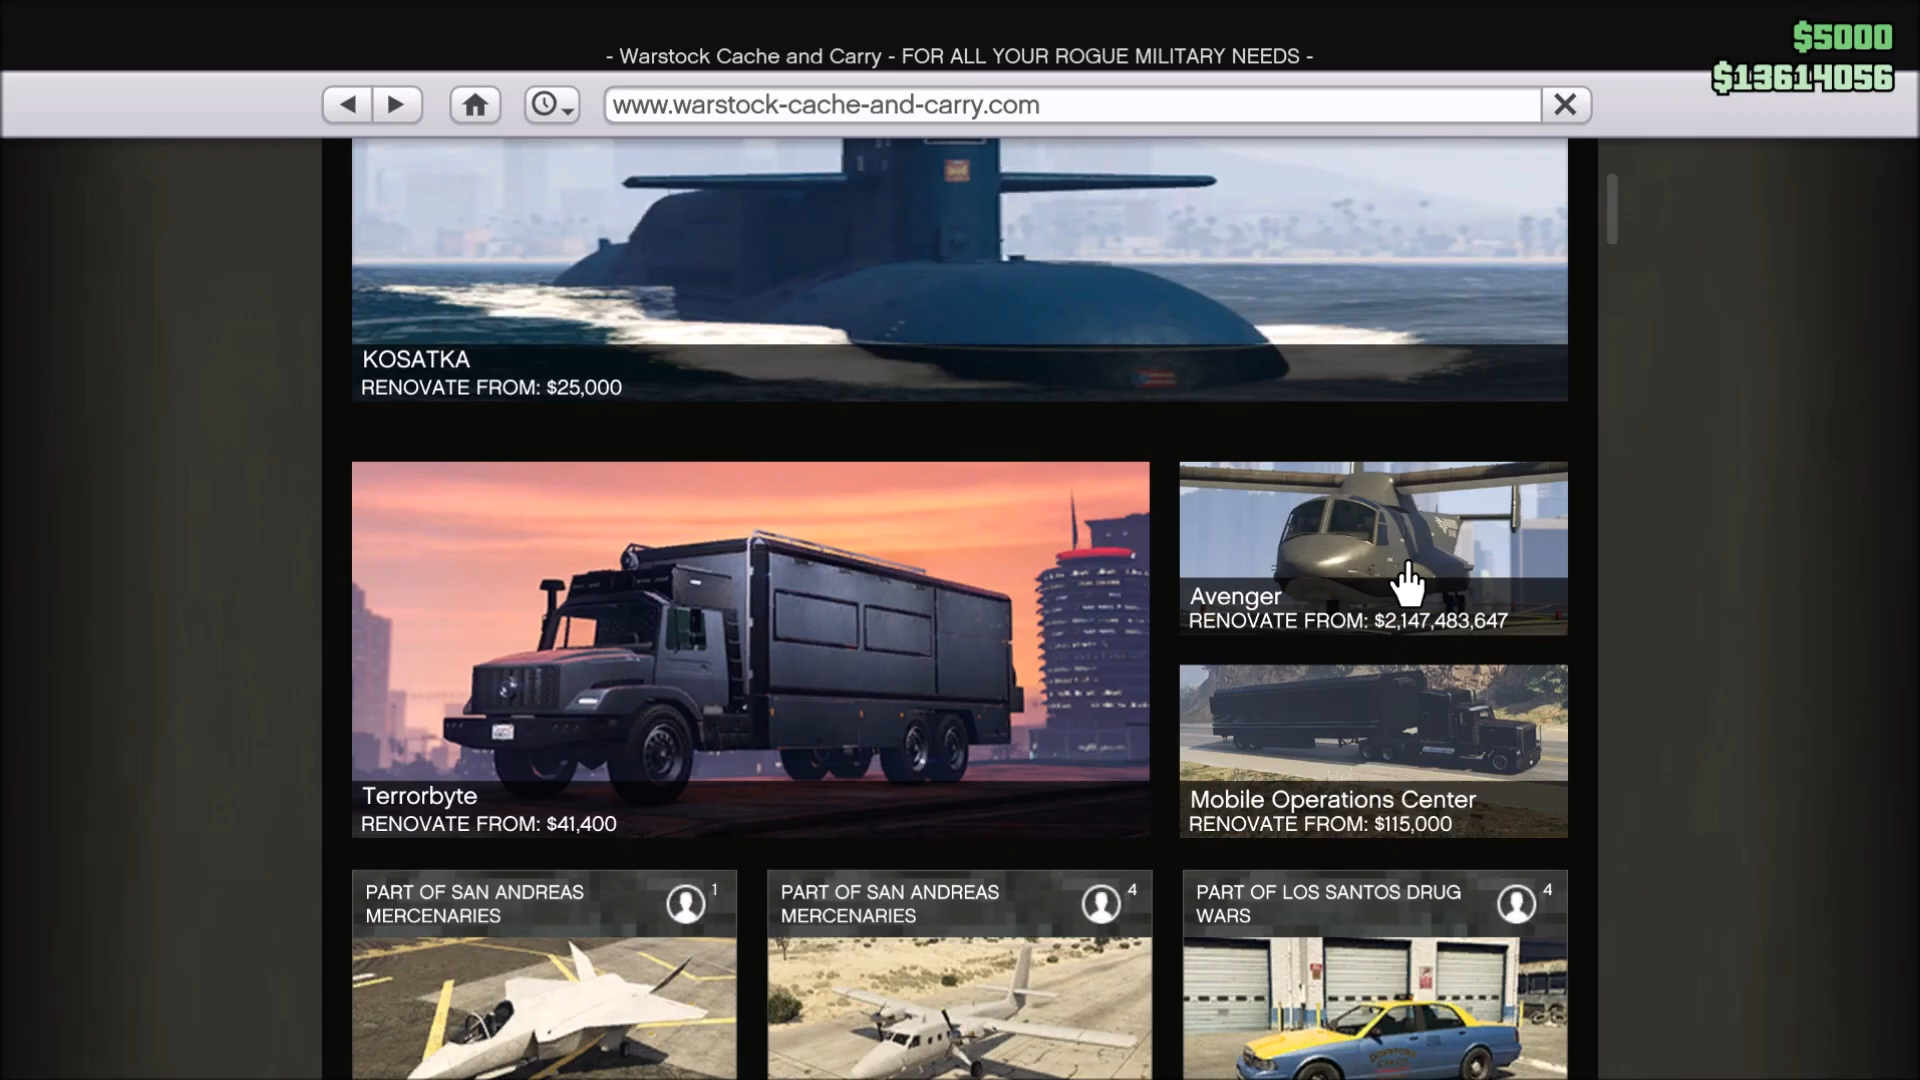 $5000
- Warstock Cache and Carry - FOR ALL YOUR ROGUE MILITARY NEEDS -
$13614056
www.warstock-cache-and-carry.com
KOSATKA
RENOVATE FROM: $25,000
Avenger
RENOVATE FROM: $2,147,483,647
Terrorbyte
RENOVATE FROM: $41,400
Mobile Operations Center
RENOVATE FROM: $115,000
PART OF SAN ANDREAS
MERCENARIES
1
PART OF SAN ANDREAS
MERCENARIES
4
PART OF LOS SANTOS DRUG
WARS
4